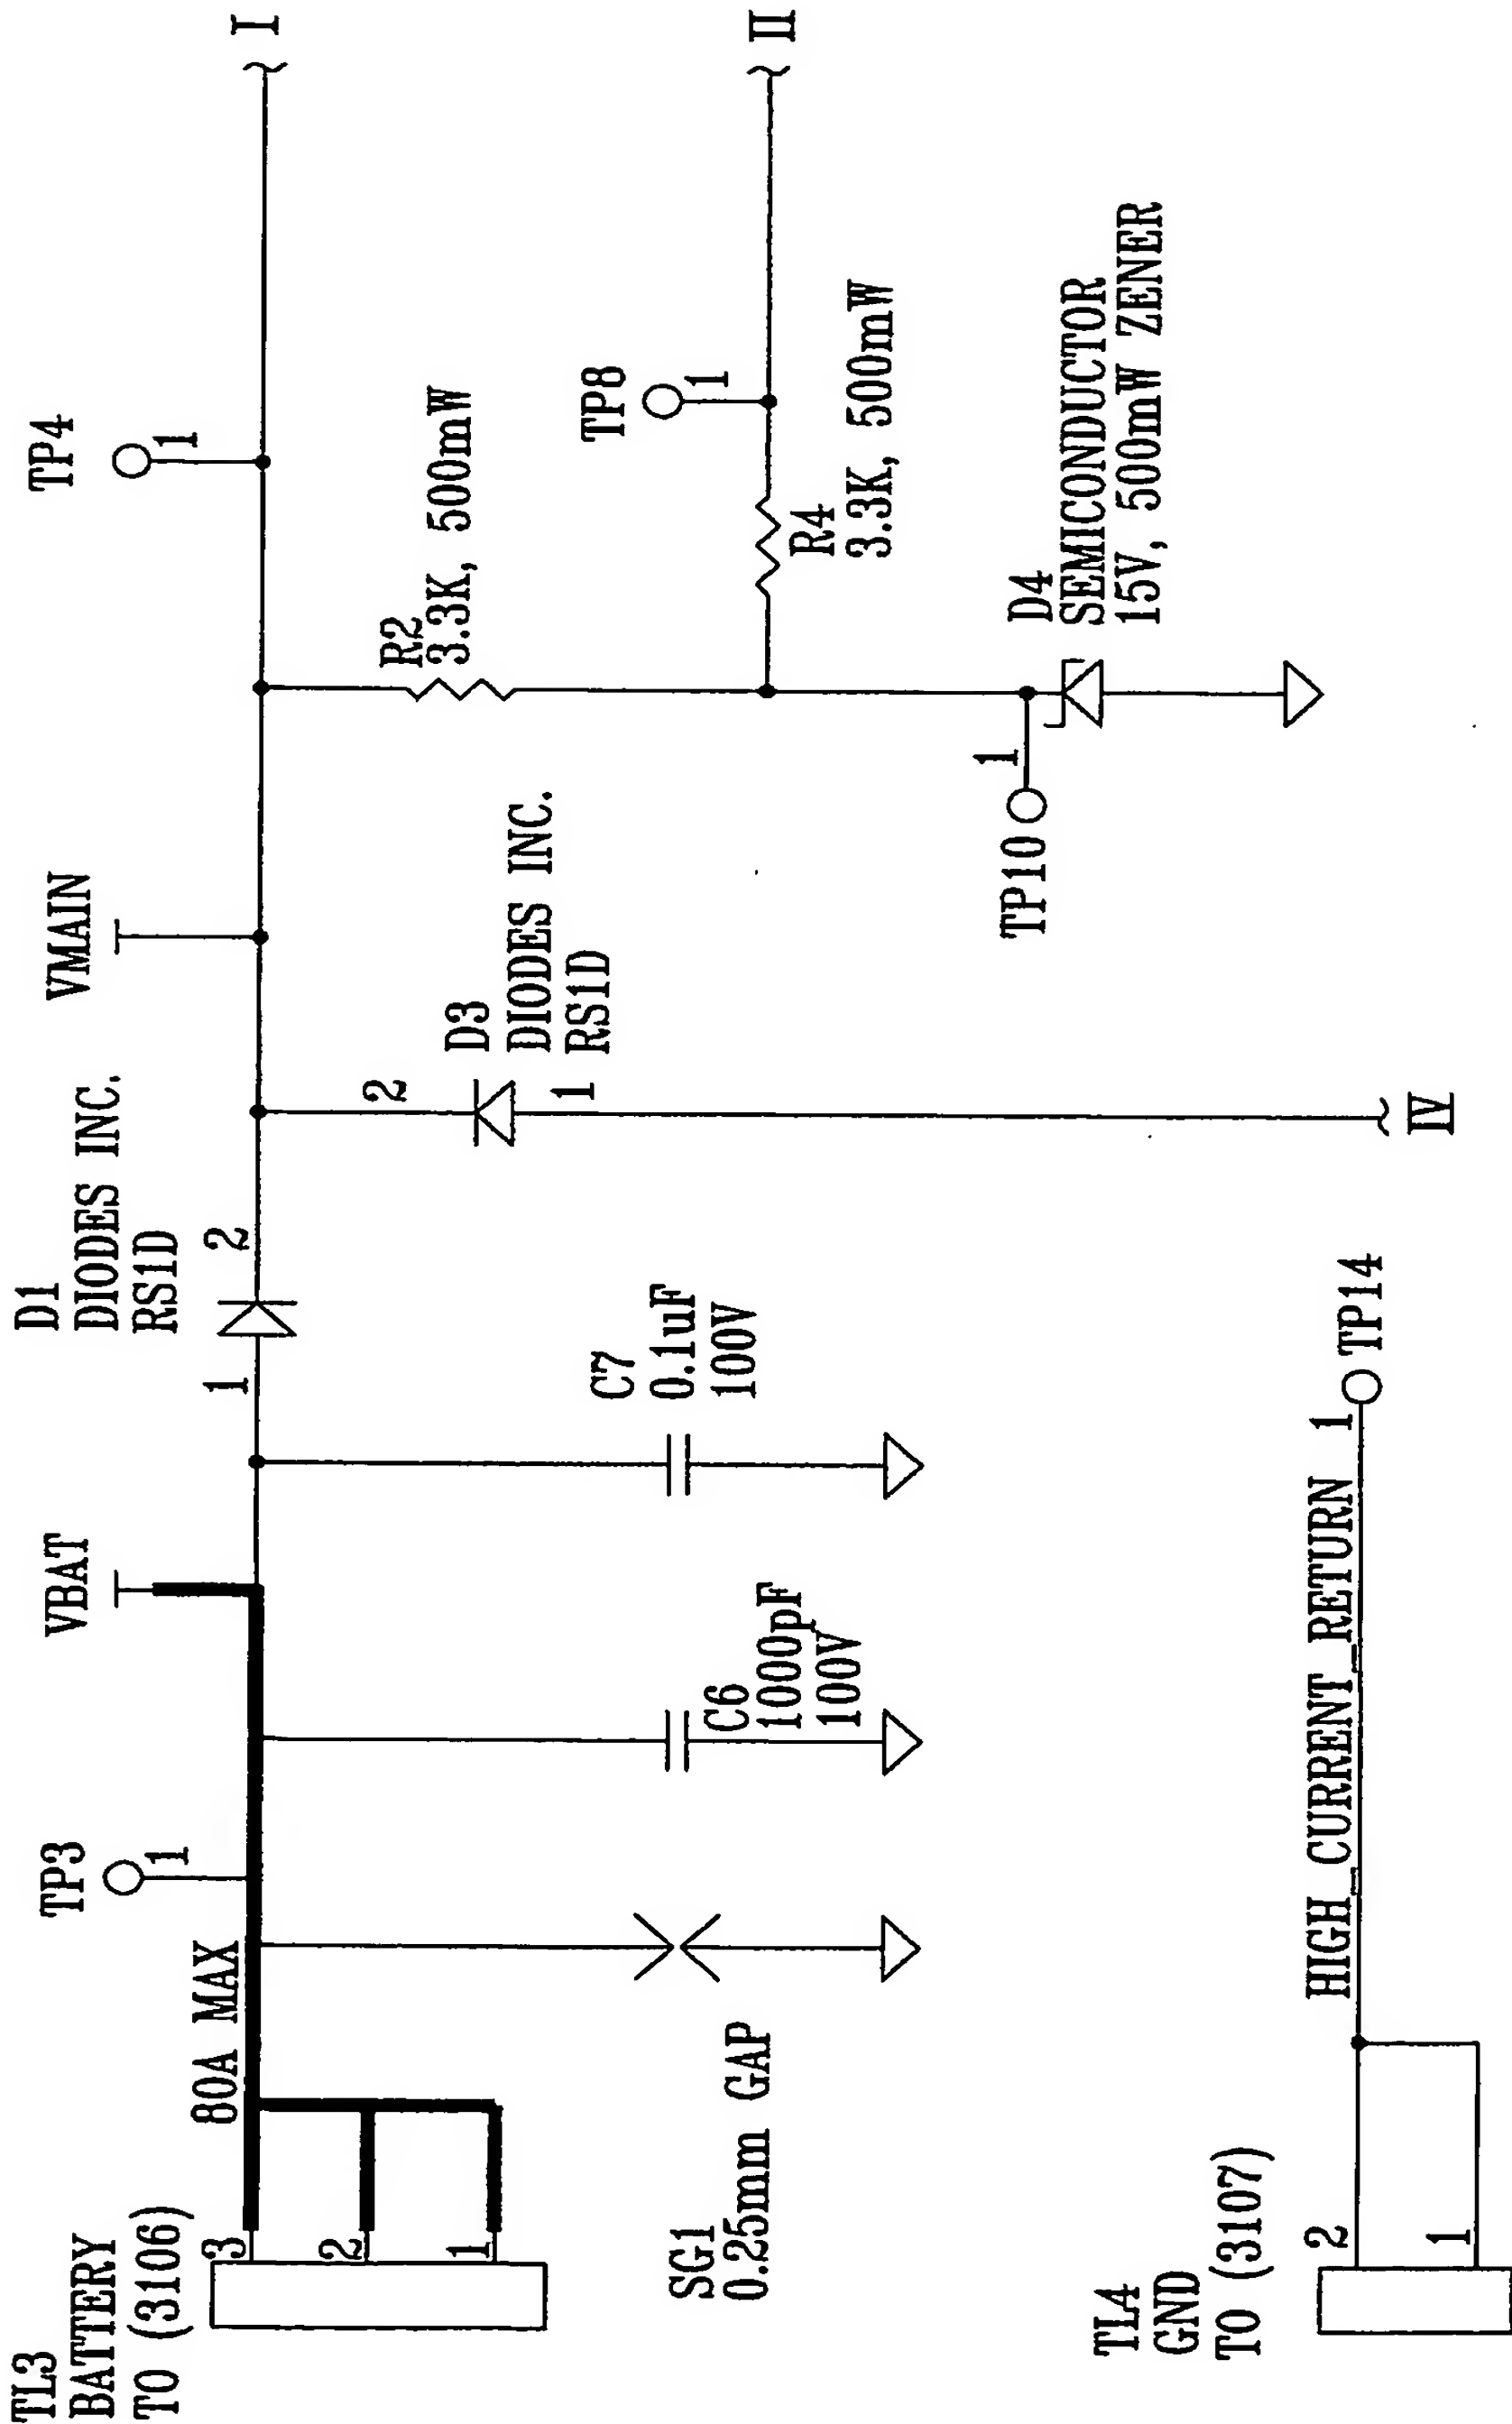 TL3
BATTERY
TO (3106)
3
2
1
80A MAX
TP3
1
VBAT
SG1
0.25mm GAP
C6
1000pF
100V
C7
0.1uF
100V
D1
DIODES INC.
RS1D
1
2
VMAIN
D3
DIODES INC.
RS1D
2
1
IV
TP4
1
I
R2
3.3K, 500mW
TP8
1
II
R4
3.3K, 500mW
TP10
1
D4
SEMICONDUCTOR
15V, 500mW ZENER
TL4
GND
TO (3107)
2
1
HIGH_CURRENT_RETURN
1
TP14